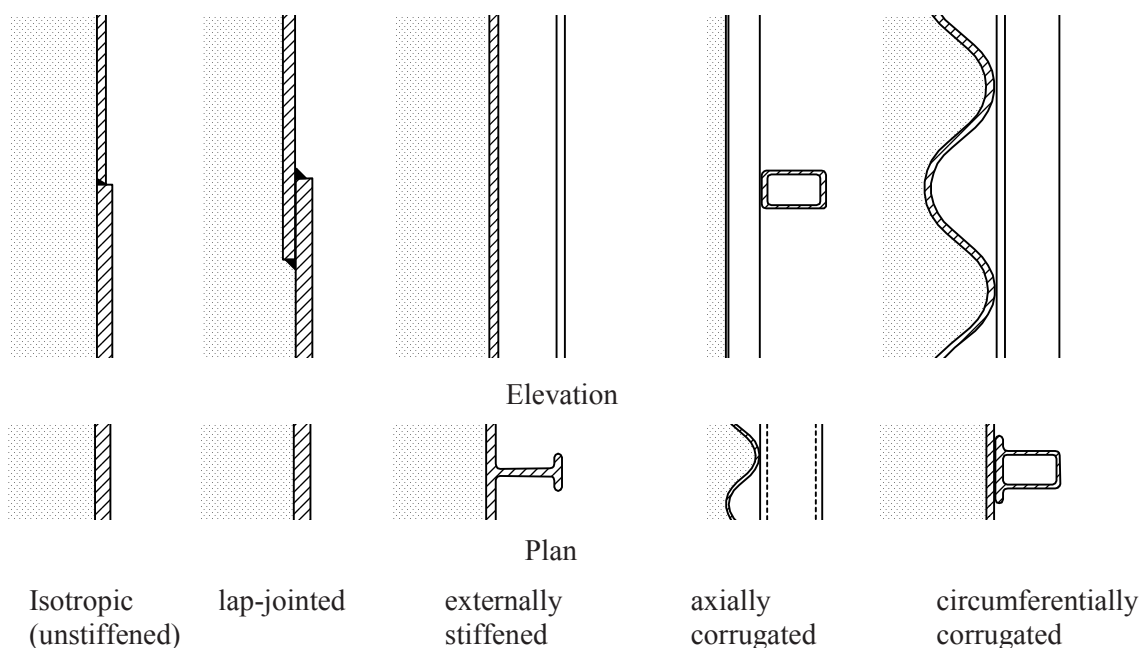 Elevation
Plan
Isotropic
(unstiffened)
lap-jointed
externally
stiffened
axially
corrugated
circumferentially
corrugated